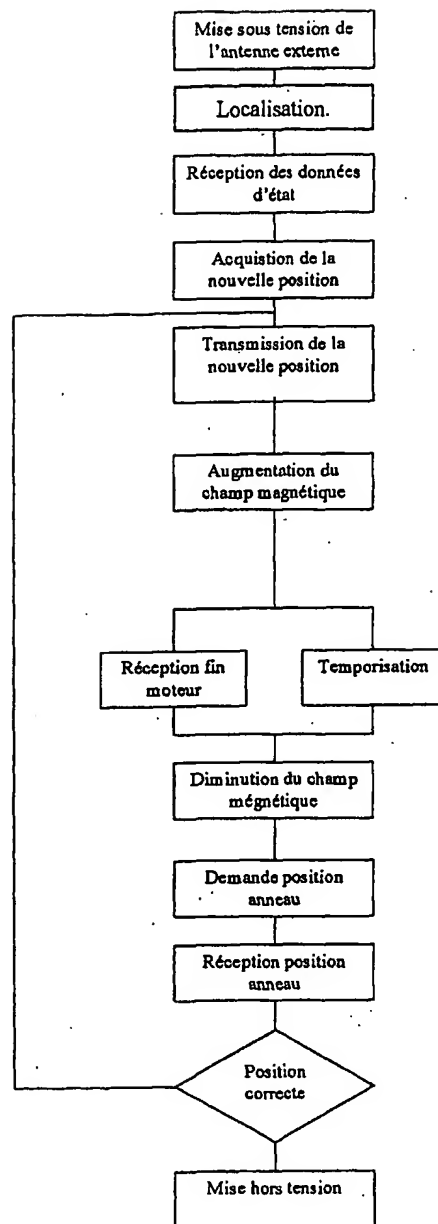 Mise sous tension de
l'antenne externe
Localisation.
Réception des données
d'état
Acquistion de la
nouvelle position
Transmission de la
nouvelle position
Augmentation du
champ magnétique
Réception fin
moteur
Temporisation
Diminution du champ
mégnétique
Demande position
anneau
Réception position
anneau
Position
correcte
Mise hors tension